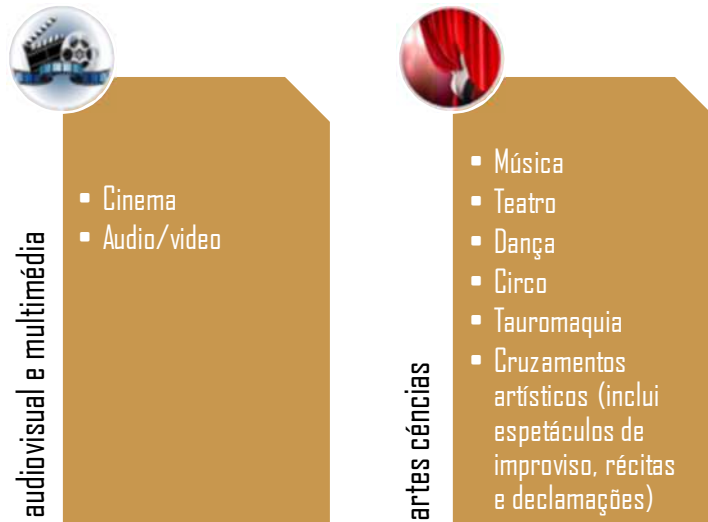 audiovisual e multimédia
▪ Cinema
▪ Audio/video
artes céncias
▪ Música
▪ Teatro
▪ Dança
▪ Circo
▪ Tauromaquia
▪ Cruzamentos
artísticos (inclui
espetáculos de
improviso, récitas
e declamações)